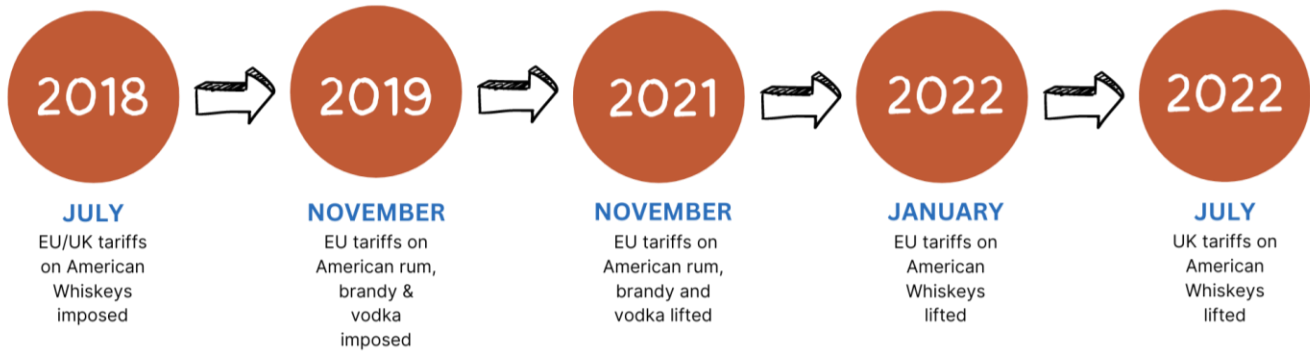 2018
JULY
EU/UK tariffs
on American
Whiskeys
imposed
2019
NOVEMBER
EU tariffs on
American rum,
brandy &
vodka
imposed
2021
NOVEMBER
EU tariffs on
American rum,
brandy and
vodka lifted
2022
JANUARY
EU tariffs on
American
Whiskeys
lifted
2022
JULY
UK tariffs on
American
Whiskeys
lifted